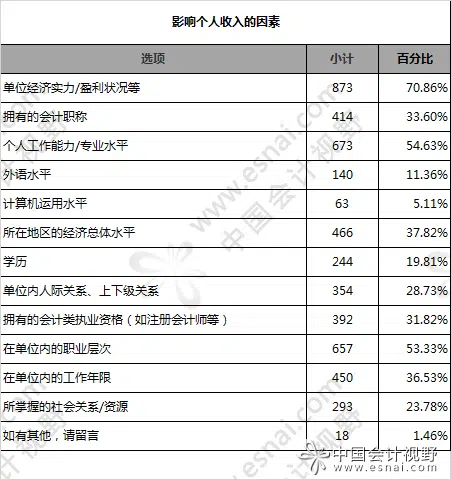 影响个人收入的因素
选项 小计 百分比
单位经济实力/盈利状况等 873 70.86%
拥有的会计职称 414 33.60%
个人工作能力/专业水平 673 54.63%
外语水平 140 11.36%
计算机运用水平 63 5.11%
所在地区的经济总体水平 466 37.82%
学历 244 19.81%
单位内人际关系、上下级关系 354 28.73%
拥有的会计类执业资格（如注册会计师等） 392 31.82%
在单位内的职业层次 657 53.33%
在单位内的工作年限 450 36.53%
所掌握的社会关系/资源 293 23.78%
如有其他，请留言 18 1.46%
中国会计视野
www.esnai.com
中国会计视野
www.esnai.com